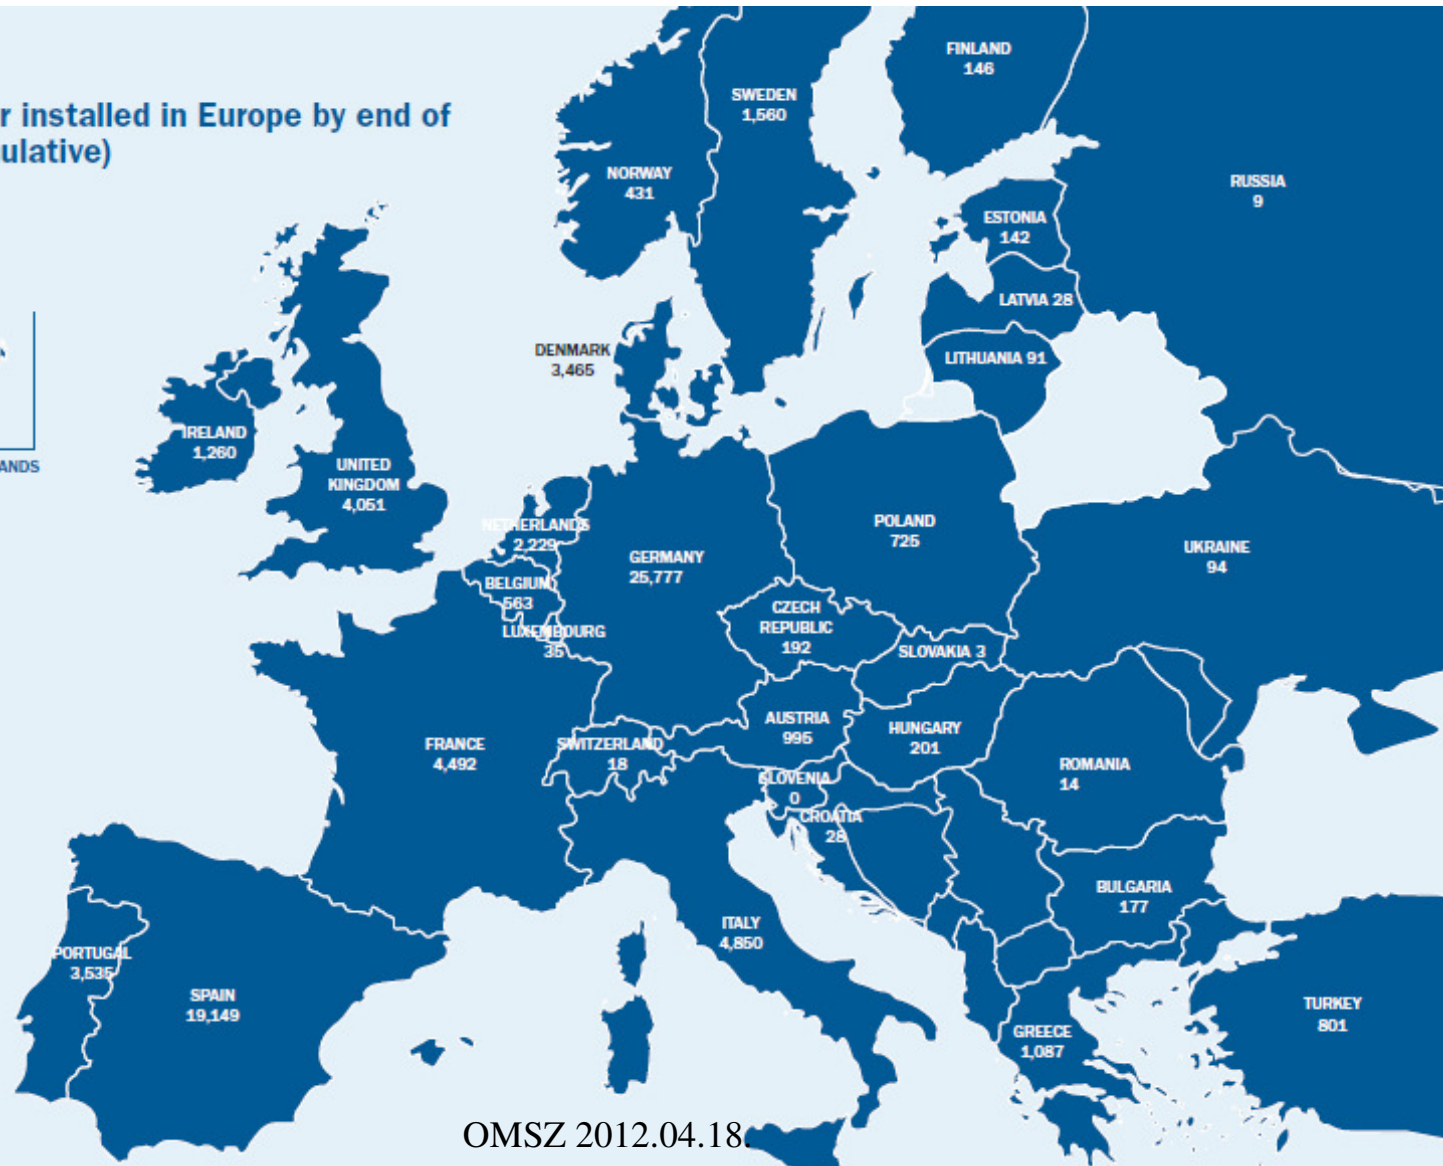 r installed in Europe by end of
ulative)
FINLAND
146
SWEDEN
1,560
NORWAY
431
RUSSIA
9
ESTONIA
142
LATVIA 28
LITHUANIA 91
DENMARK
3,465
IRELAND
1,260
ANDS
UNITED
KINGDOM
4,051
NETHERLANDS
2,229
BELGIUM
563
LUXEMBOURG
35
GERMANY
25,777
POLAND
725
UKRAINE
94
CZECH
REPUBLIC
192
SLOVAKIA 3
AUSTRIA
995
HUNGARY
201
FRANCE
4,492
SWITZERLAND
18
SLOVENIA
0
CROATIA
28
ROMANIA
14
BULGARIA
177
ITALY
4,850
PORTUGAL
3,535
SPAIN
19,149
GREECE
1,087
TURKEY
801
OMSZ 2012.04.18.